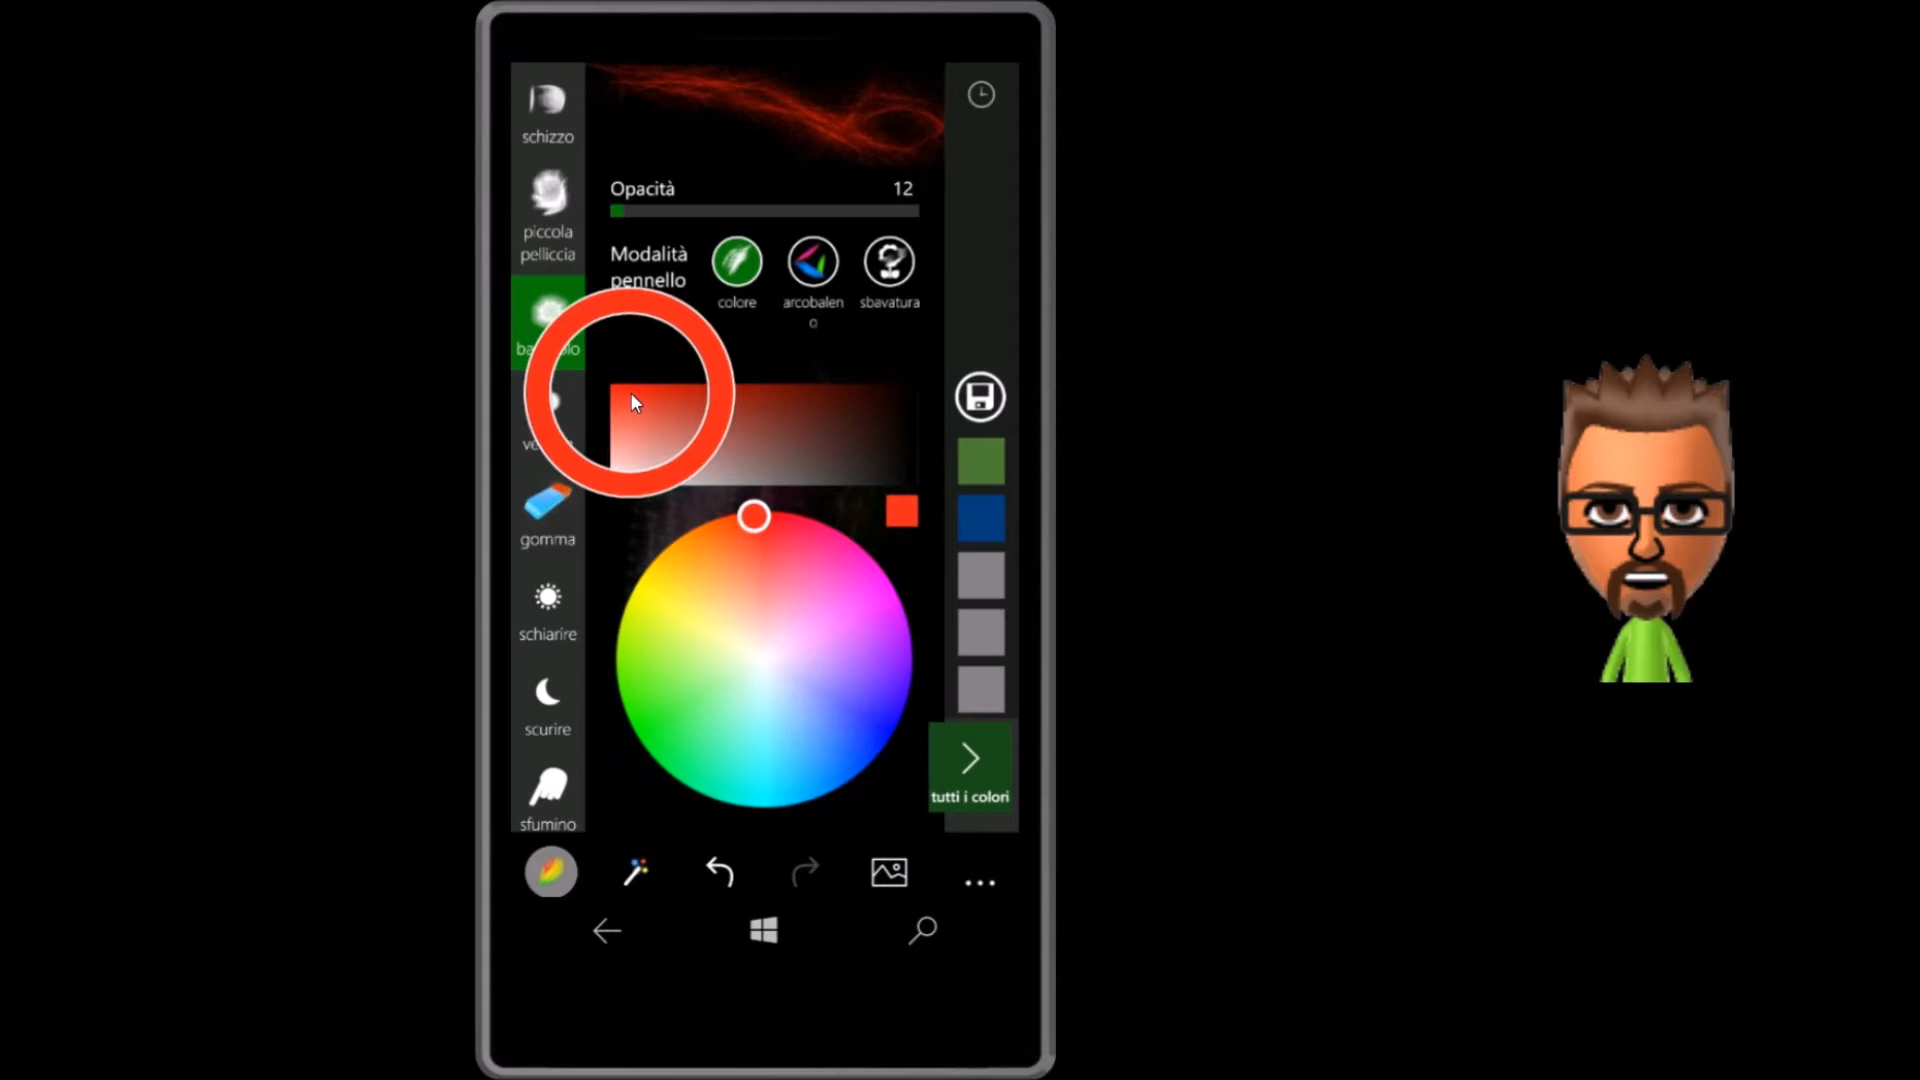 schizzo
piccola
pelliccia
gomma
schiarire
scurire
sfumino
Opacità 12
Modalità
pennello
colore
arcobalen
o
sbavatura
tutti i colori